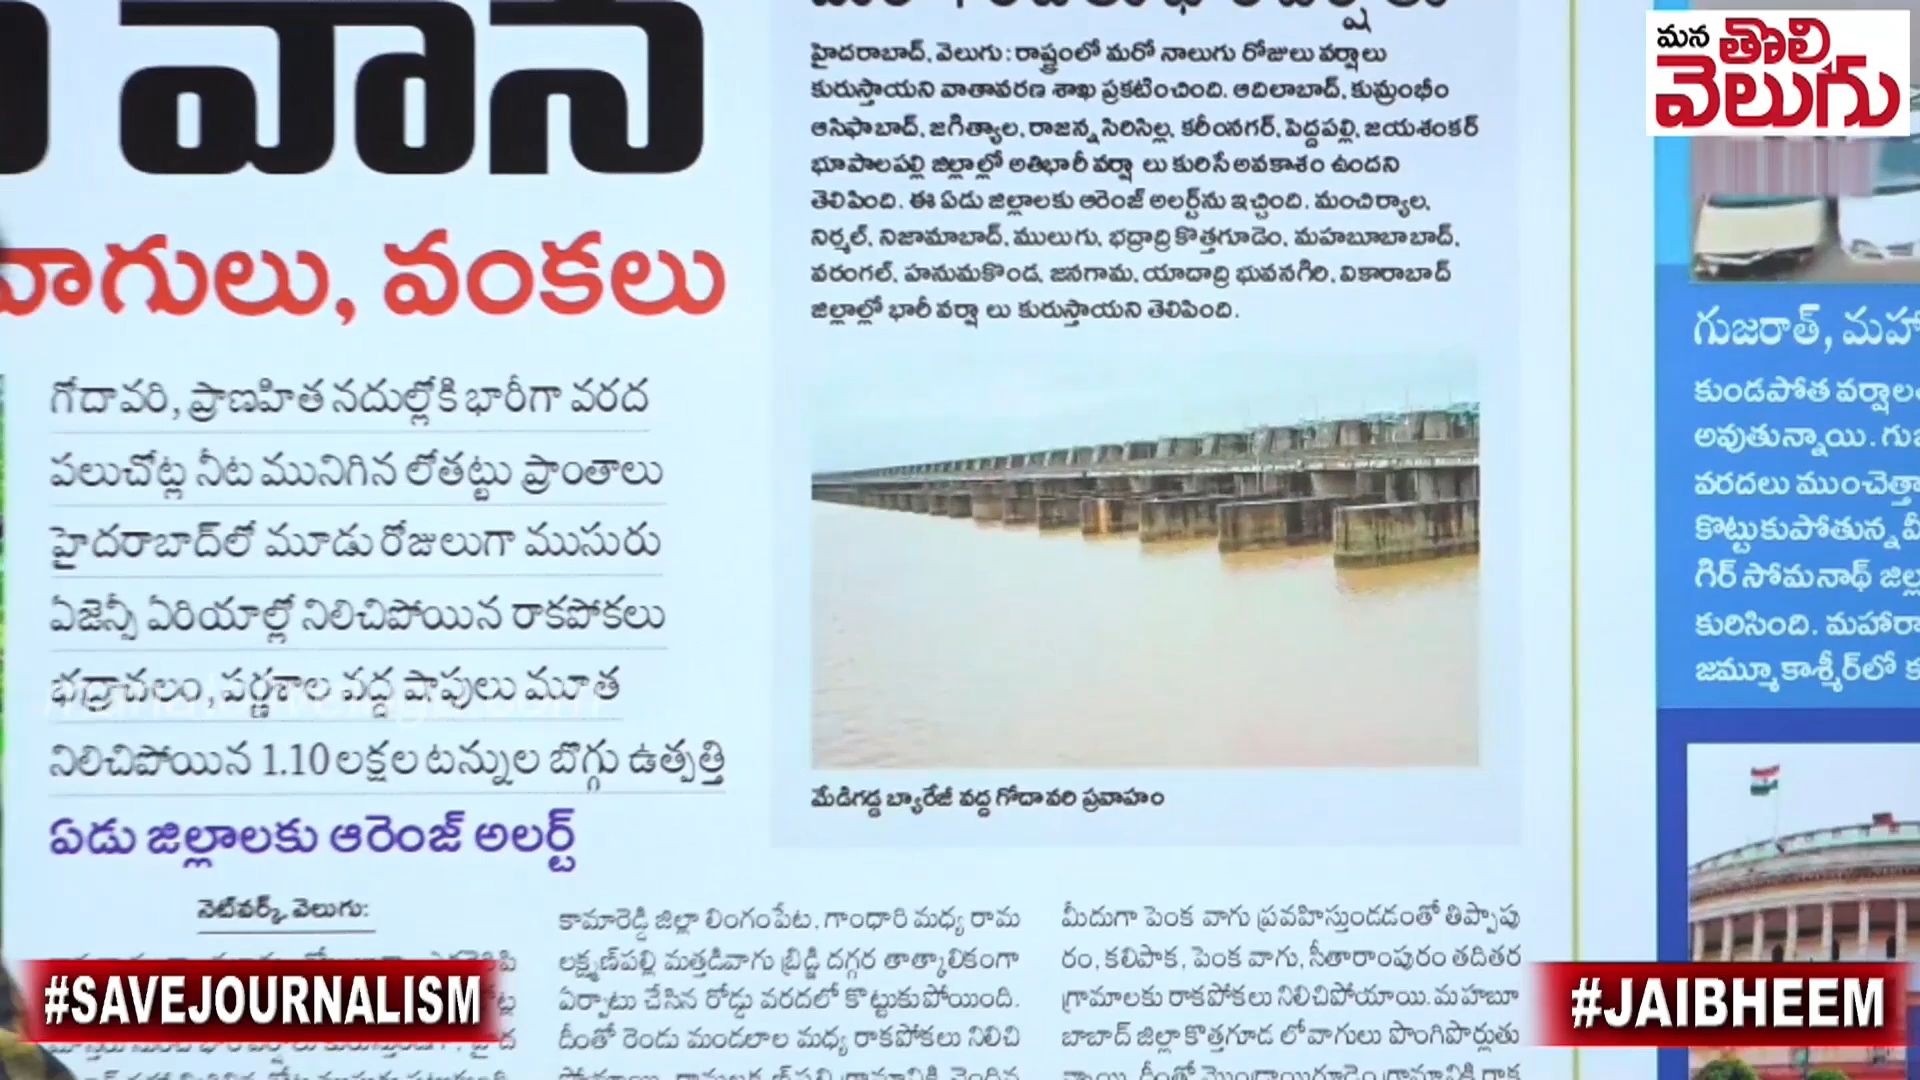 వాన
వాగులు, వంకలు
గోదావరి, ప్రాణహిత నదుల్లోకి భారీగా వరద
పలుచోట్ల నీట మునిగిన లోతట్టు ప్రాంతాలు
హైదరాబాద్‌లో మూడు రోజులుగా ముసురు
ఏజెన్సీ ఏరియాల్లో నిలిచిపోయిన రాకపోకలు
భద్రాచలం, పర్ణశాల వద్ద షాపులు మూత
నిలిచిపోయిన 1.10 లక్షల టన్నుల బొగ్గు ఉత్పత్తి
ఏడు జిల్లాలకు ఆరెంజ్ అలర్ట్
నెట్‌వర్క్, వెలుగు:
హైదరాబాద్, వెలుగు: రాష్ట్రంలో మరో నాలుగు రోజులు వర్షాలు
కురుస్తాయని వాతావరణ శాఖ ప్రకటించింది. ఆదిలాబాద్, కుమ్రంభీం
ఆసిఫాబాద్, జగిత్యాల, రాజన్న సిరిసిల్ల, కరీంనగర్, పెద్దపల్లి, జయశంకర్
భూపాలపల్లి జిల్లాల్లో అతిభారీ వర్షా లు కురిసే అవకాశం ఉందని
తెలిపింది. ఈ ఏడు జిల్లాలకు ఆరెంజ్ అలర్ట్‌ను ఇచ్చింది. మంచిర్యాల,
నిర్మల్, నిజామాబాద్, ములుగు, భద్రాద్రి కొత్తగూడెం, మహబూబాబాద్,
వరంగల్, హనుమకొండ, జనగామ, యాదాద్రి భువనగిరి, వికారాబాద్
జిల్లాల్లో భారీ వర్షా లు కురుస్తాయని తెలిపింది.
మేడిగడ్డ బ్యారేజీ వద్ద గోదావరి ప్రవాహం
కామారెడ్డి జిల్లా లింగంపేట, గాంధారి మధ్య రామ
లక్ష్మణ్‌పల్లి మత్తడివాగు బ్రిడ్జి దగ్గర తాత్కాలికంగా
ఏర్పాటు చేసిన రోడ్డు వరదలో కొట్టుకుపోయింది.
దీంతో రెండు మండలాల మధ్య రాకపోకలు నిలిచి
మీదుగా పెంక వాగు ప్రవహిస్తుండడంతో తిప్పాపు
రం, కలిపాక, పెంక వాగు, సీతారాంపురం తదితర
గ్రామాలకు రాకపోకలు నిలిచిపోయాయి. మహబూ
బాబాద్ జిల్లా కొత్తగూడ లో వాగులు పొంగిపొర్లుతు
మన తొలి
వెలుగు
గుజరాత్, మహా
కుండపోత వర్షాల
అవుతున్నాయి. గుజ
వరదలు ముంచెత్తా
కొట్టుకుపోతున్న
గిర్ సోమనాథ్ జిల్లా
కురిసింది. మహారా
జమ్మూకాశ్మీర్‌లో
#SAVEJOURNALISM
#JAIBHEEM